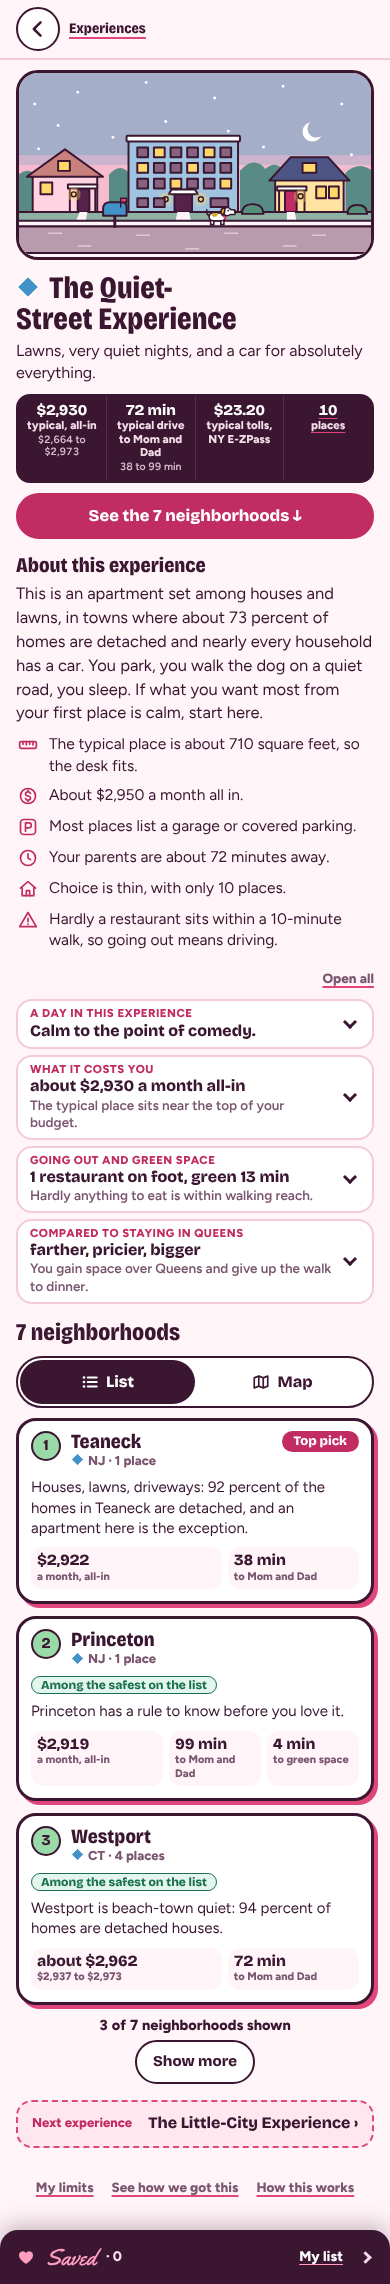 Experiences
The Quiet-
Street Experience
Lawns, very quiet nights, and a car for absolutely
everything.
$2,930
typical, all-in
$2,664 to
$2,973
72 min
typical drive
to Mom and
Dad
38 to 99 min
$23.20
typical tolls,
NY E-ZPass
10
places
See the 7 neighborhoods ↓
About this experience
This is an apartment set among houses and
lawns, in towns where about 73 percent of
homes are detached and nearly every household
has a car. You park, you walk the dog on a quiet
road, you sleep. If what you want most from
your first place is calm, start here.
The typical place is about 710 square feet, so
the desk fits.
About $2,950 a month all in.
Most places list a garage or covered parking.
Your parents are about 72 minutes away.
Choice is thin, with only 10 places.
Hardly a restaurant sits within a 10-minute
walk, so going out means driving.
Open all
A DAY IN THIS EXPERIENCE
Calm to the point of comedy.
WHAT IT COSTS YOU
about $2,930 a month all-in
The typical place sits near the top of your
budget.
GOING OUT AND GREEN SPACE
1 restaurant on foot, green 13 min
Hardly anything to eat is within walking reach.
COMPARED TO STAYING IN QUEENS
farther, pricier, bigger
You gain space over Queens and give up the walk
to dinner.
7 neighborhoods
List
Map
1
Teaneck
Top pick
NJ · 1 place
Houses, lawns, driveways: 92 percent of the
homes in Teaneck are detached, and an
apartment here is the exception.
$2,922
a month, all-in
38 min
to Mom and Dad
2
Princeton
NJ · 1 place
Among the safest on the list
Princeton has a rule to know before you love it.
$2,919
a month, all-in
99 min
to Mom and
Dad
4 min
to green space
3
Westport
CT · 4 places
Among the safest on the list
Westport is beach-town quiet: 94 percent of
homes are detached houses.
about $2,962
$2,937 to $2,973
72 min
to Mom and Dad
3 of 7 neighborhoods shown
Show more
Next experience
The Little-City Experience ›
My limits
See how we got this
How this works
Saved · 0
My list